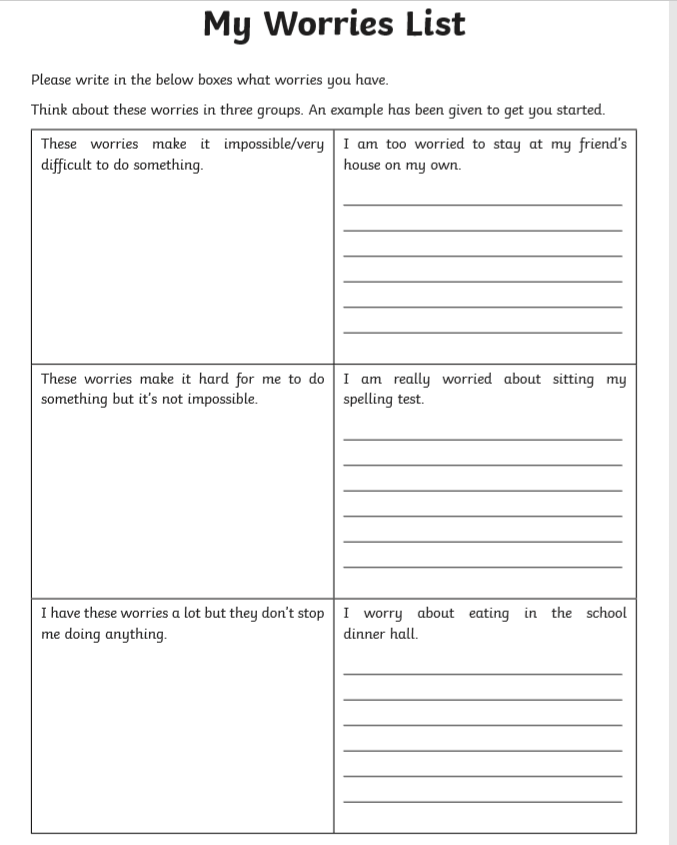 My Worries List
Please write in the below boxes what worries you have.
Think about these worries in three groups. An example has been given to get you started.
These worries make it impossible/very
difficult to do something.
I am too worried to stay at my friend's
house on my own.
These worries make it hard for me to do
something but it's not impossible.
I am really worried about sitting my
spelling test.
I have these worries a lot but they don't stop
me doing anything.
I worry about eating in the school
dinner hall.